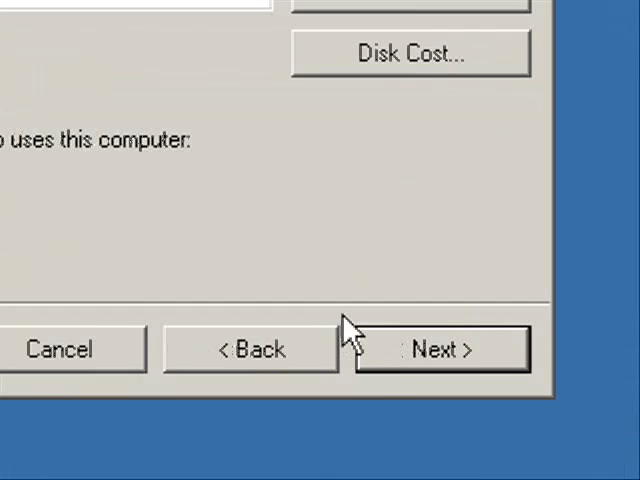 Disk Cost...
uses this computer:
Cancel
< Back
Next >